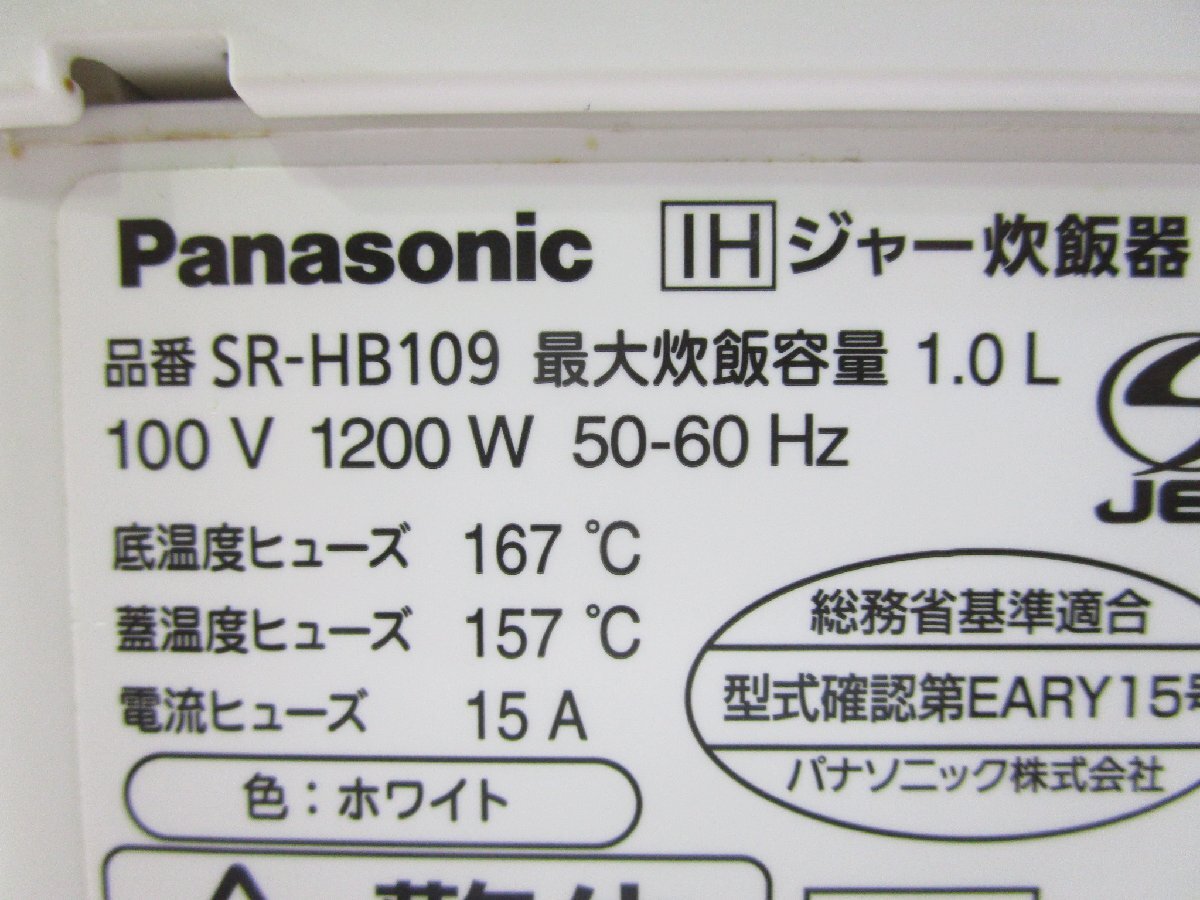 Panasonic IH ジャー炊飯器
品番 SR-HB109 最大炊飯容量 1.0 L
100 V 1200 W 50-60 Hz
底温度ヒューズ 167 ℃
蓋温度ヒューズ 157 ℃
電流ヒューズ 15 A
色：ホワイト
総務省基準適合
型式確認第EARY15号
パナソニック株式会社